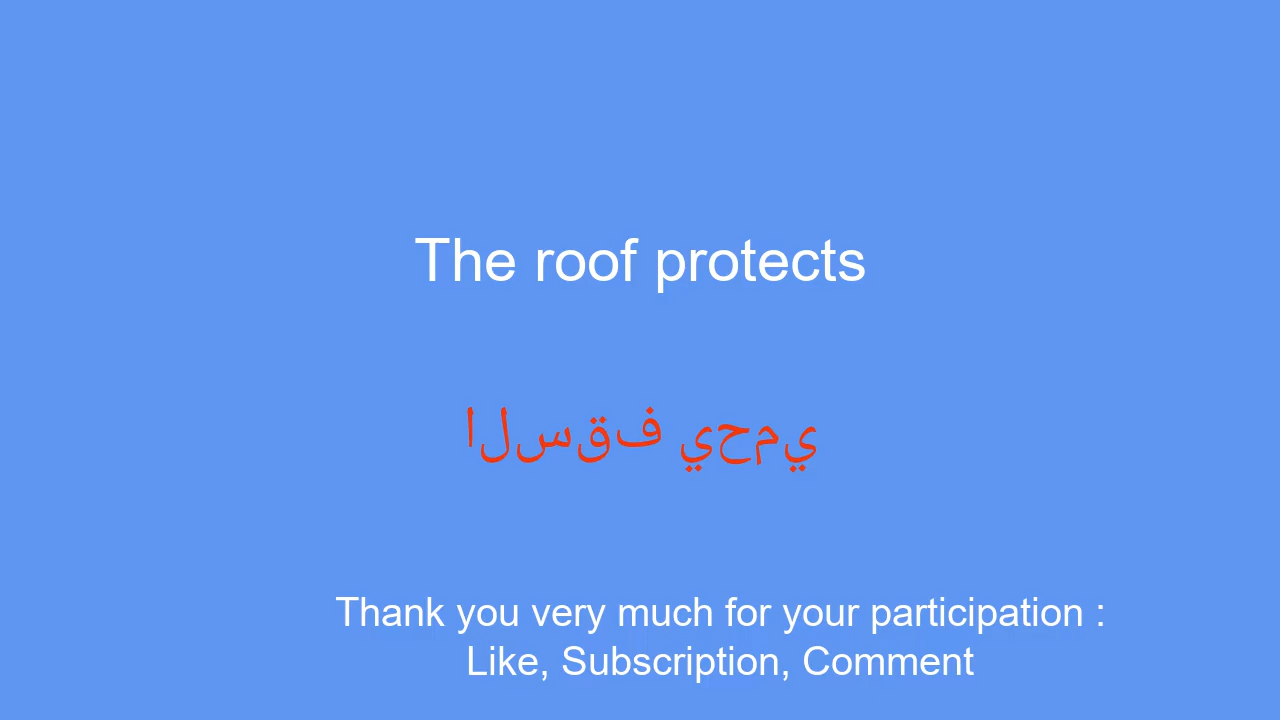 The roof protects
السقف يحمي
Thank you very much for your participation :
Like, Subscription, Comment